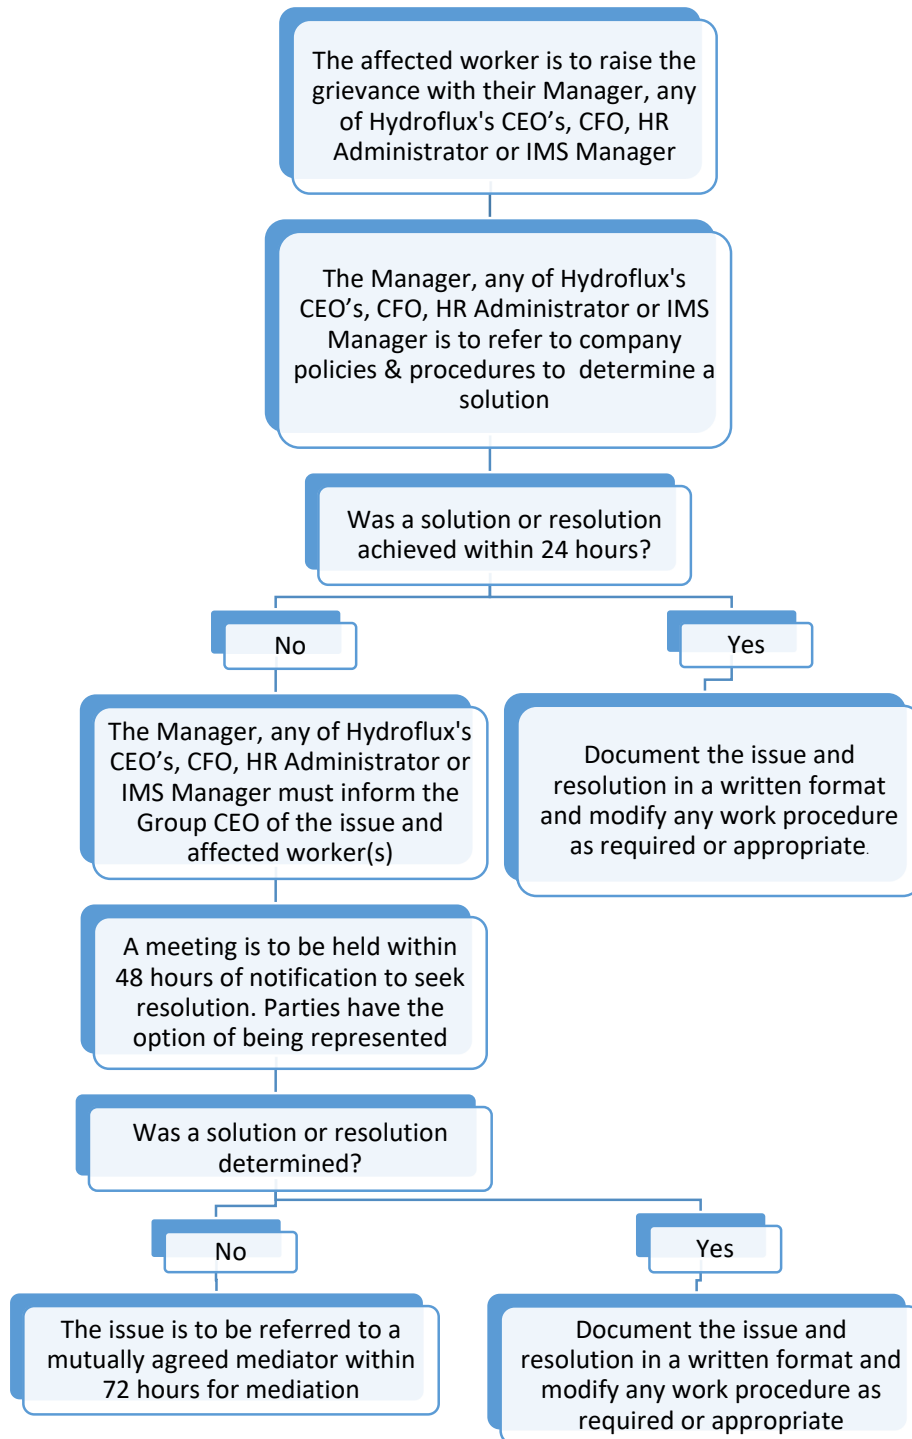 The affected worker is to raise the
grievance with their Manager, any
of Hydroflux's CEO’s, CFO, HR
Administrator or IMS Manager
The Manager, any of Hydroflux's
CEO’s, CFO, HR Administrator or IMS
Manager is to refer to company
policies & procedures to  determine a
solution
Was a solution or resolution
achieved within 24 hours?
No
Yes
The Manager, any of Hydroflux's
CEO’s, CFO, HR Administrator or
IMS Manager must inform the
Group CEO of the issue and
affected worker(s)
Document the issue and
resolution in a written format
and modify any work procedure
as required or appropriate.
A meeting is to be held within
48 hours of notification to seek
resolution. Parties have the
option of being represented
Was a solution or resolution
determined?
No
Yes
The issue is to be referred to a
mutually agreed mediator within
72 hours for mediation
Document the issue and
resolution in a written format and
modify any work procedure as
required or appropriate